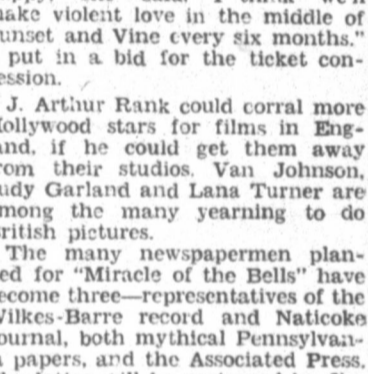 make violent love in the middle of
unset and Vine every six months."
put in a bid for the ticket con-
ession.
J. Arthur Rank could corral more
ollywood stars for films in Eng-
and, if he could get them away
rom their studios. Van Johnson,
udy Garland and Lana Turner are
mong the many yearning to do
ritish pictures.
The many newspapermen plan-
ed for "Miracle of the Bells" have
ecome three—representatives of the
Wilkes-Barre record and Naticoke
ournal, both mythical Pennsylvan-
papers, and the Associated Press.